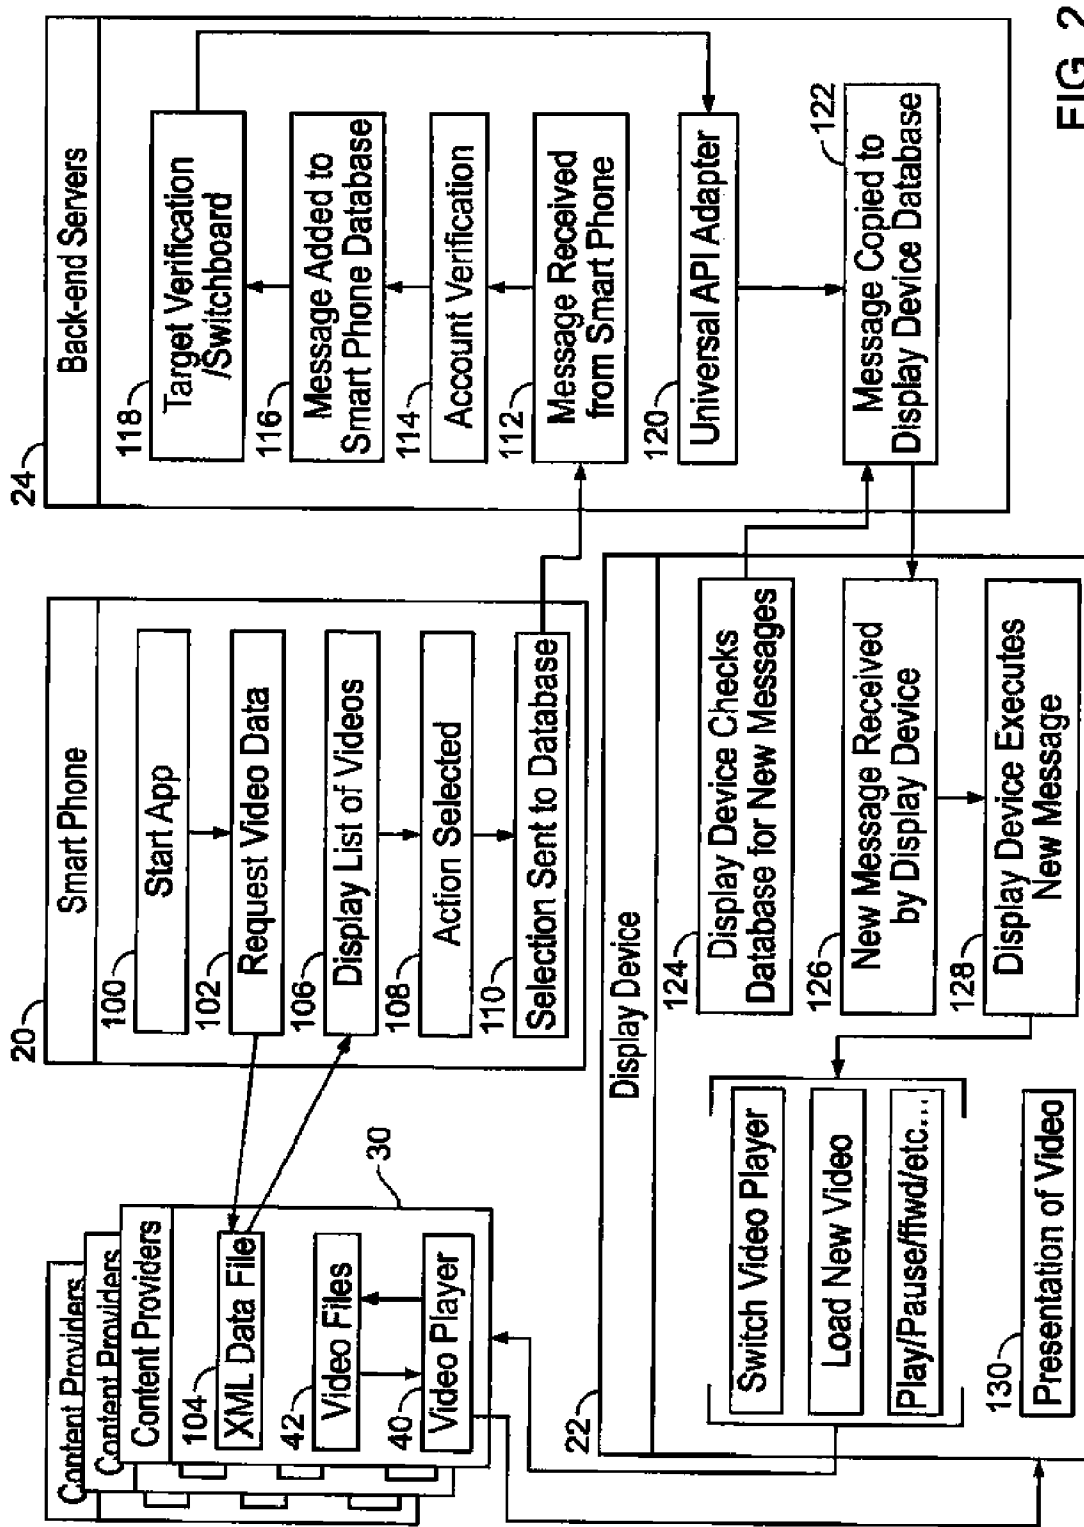 Content Providers
Content Providers
Content Providers
104
XML Data File
42
Video Files
40
Video Player
30
20
Smart Phone
100
Start App
102
Request Video Data
106
Display List of Videos
108
Action Selected
110
Selection Sent to Database
24
Back-end Servers
118
Target Verification
/Switchboard
116
Message Added to
Smart Phone Database
114
Account Verification
112
Message Received
from Smart Phone
120
Universal API Adapter
122
Message Copied to
Display Device Database
22
Display Device
124
Display Device Checks
Database for New Messages
126
New Message Received
by Display Device
128
Display Device Executes
New Message
Switch Video Player
Load New Video
Play/Pause/ffwd/etc...
130
Presentation of Video
FIG. 2